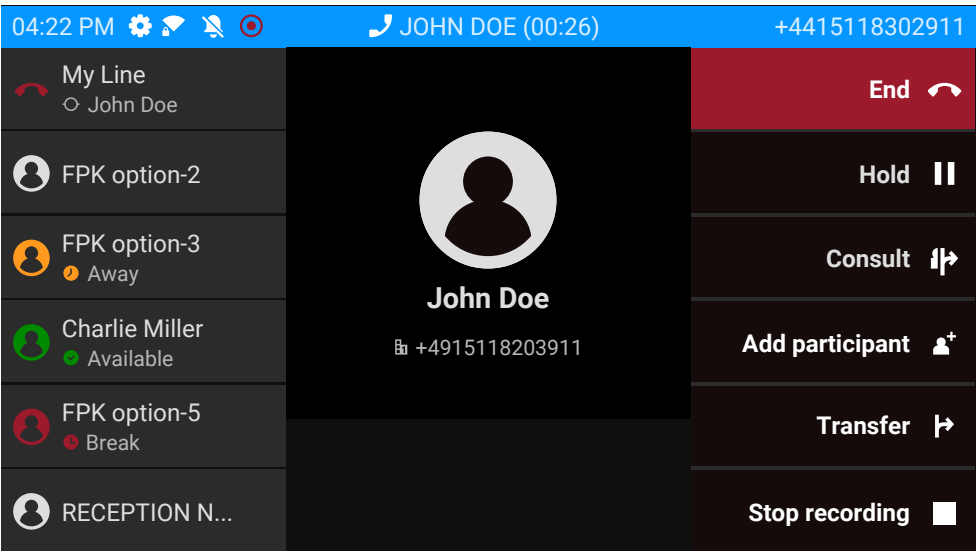 04:22 PM
JOHN DOE (00:26)
+4415118302911
My Line
John Doe
FPK option-2
FPK option-3
Away
Charlie Miller
Available
FPK option-5
Break
RECEPTION N...
John Doe
+4915118203911
End
Hold
Consult
Add participant
Transfer
Stop recording